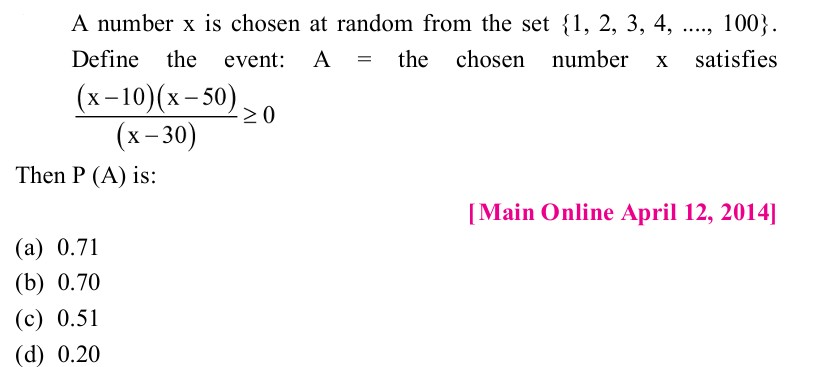 A number x is chosen at random from the set {1, 2, 3, 4, ...., 100}.
Define the event: A = the chosen number x satisfies
(x−10)(x−50)
(x−30) ≥ 0
Then P (A) is:
[Main Online April 12, 2014]
(a) 0.71
(b) 0.70
(c) 0.51
(d) 0.20